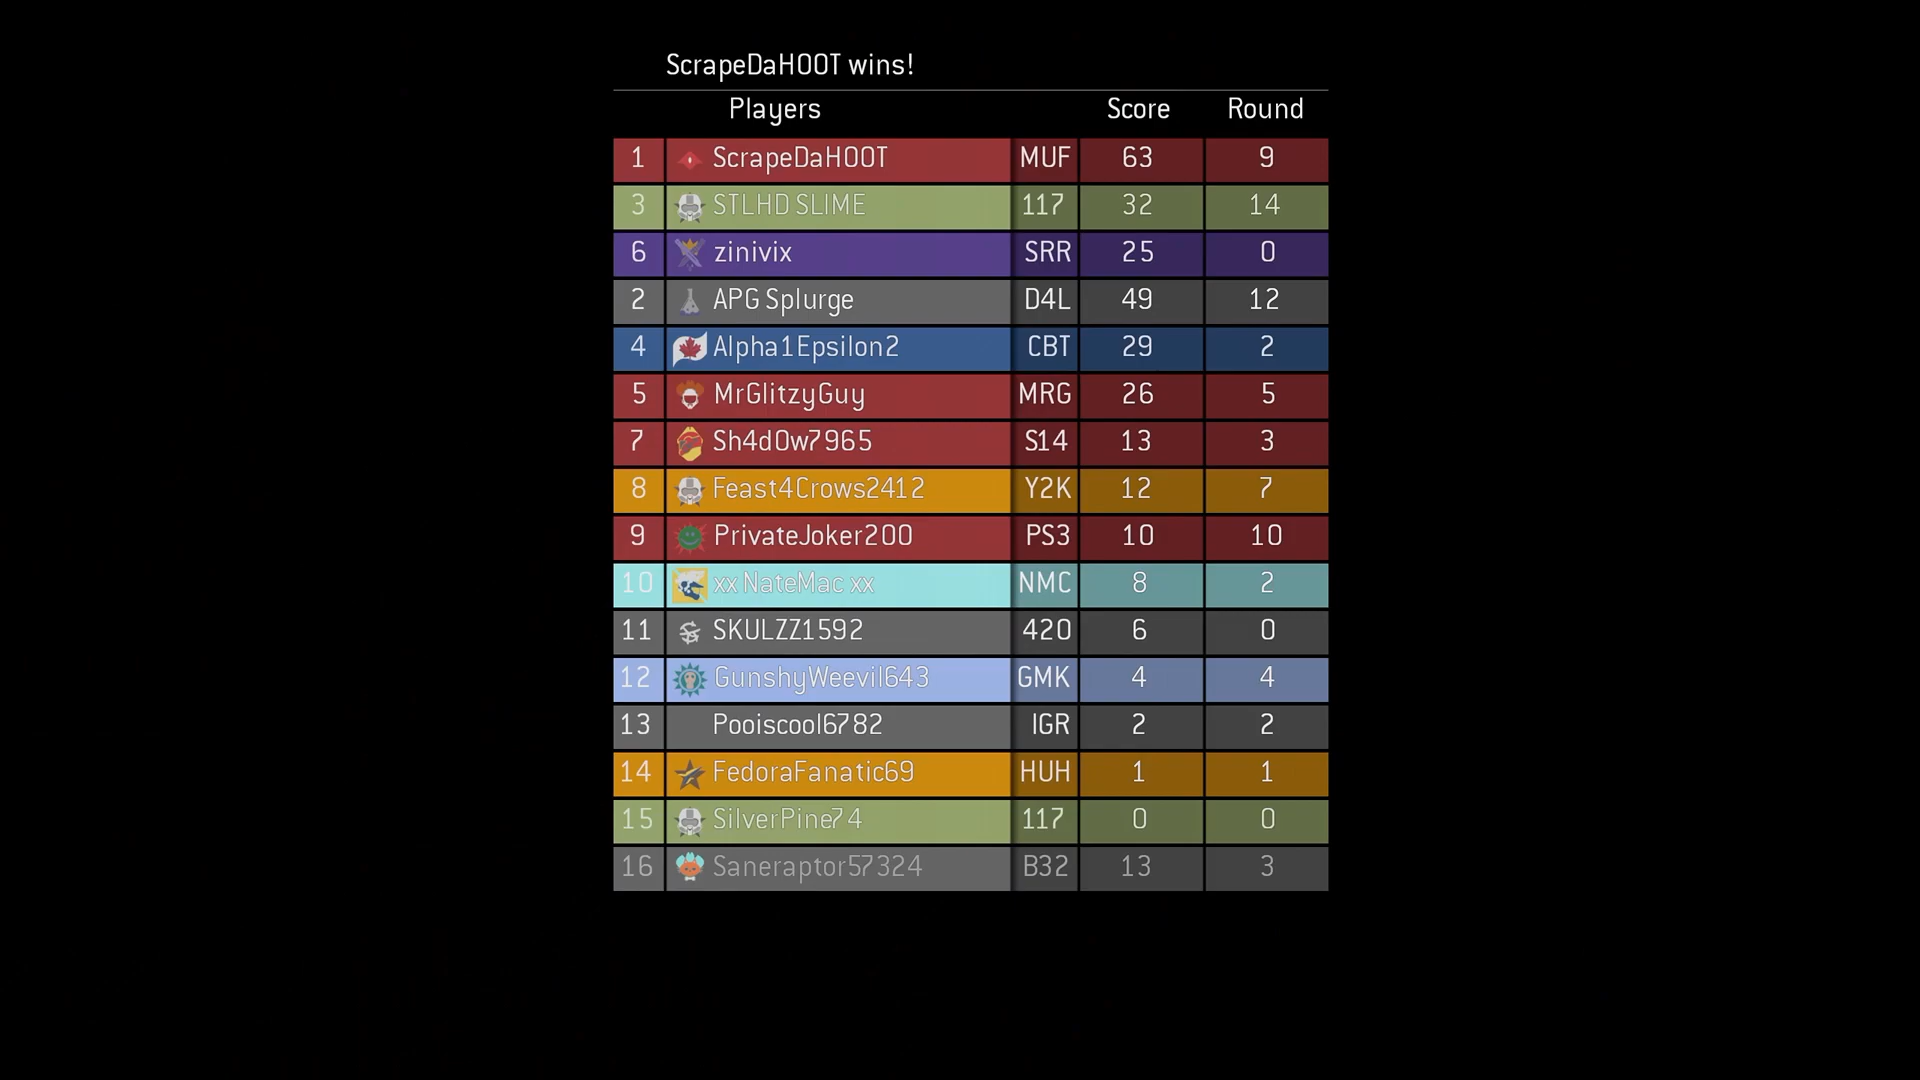 ScrapeDaHOOT wins!
Players Score Round
1 ScrapeDaHOOT MUF 63 9
3 STLHD SLIME 117 32 14
6 zinivix SRR 25 0
2 APG Splurge D4L 49 12
4 Alpha1Epsilon2 CBT 29 2
5 MrGlitzyGuy MRG 26 5
7 Sh4d0w7965 S14 13 3
8 Feast4Crows2412 Y2K 12 7
9 PrivateJoker200 PS3 10 10
10 xx NateMac xx NMC 8 2
11 SKULZZ1592 420 6 0
12 GunshyWeevil643 GMK 4 4
13 Pooiscool6782 IGR 2 2
14 FedoraFanatic69 HUH 1 1
15 SilverPine74 117 0 0
16 Saneraptor57324 B32 13 3